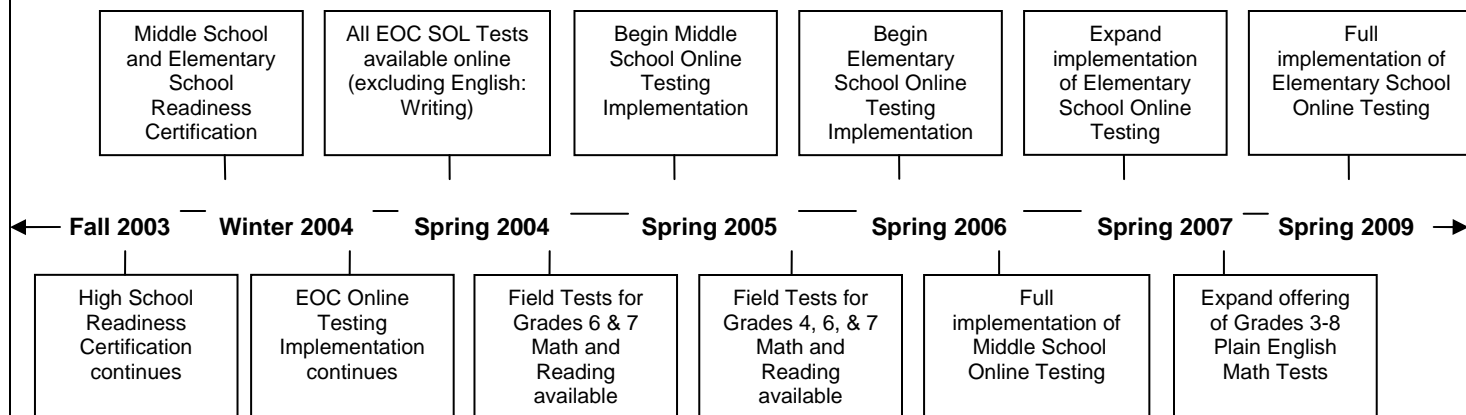 Middle School
and Elementary
School
Readiness
Certification
All EOC SOL Tests
available online
(excluding English:
Writing)
Begin Middle
School Online
Testing
Implementation
Begin
Elementary
School Online
Testing
Implementation
Expand
implementation
of Elementary
School Online
Testing
Full
implementation of
Elementary School
Online Testing
Fall 2003 Winter 2004 Spring 2004 Spring 2005 Spring 2006 Spring 2007 Spring 2009
High School
Readiness
Certification
continues
EOC Online
Testing
Implementation
continues
Field Tests for
Grades 6 & 7
Math and
Reading
available
Field Tests for
Grades 4, 6, & 7
Math and
Reading
available
Full
implementation of
Middle School
Online Testing
Expand offering
of Grades 3-8
Plain English
Math Tests